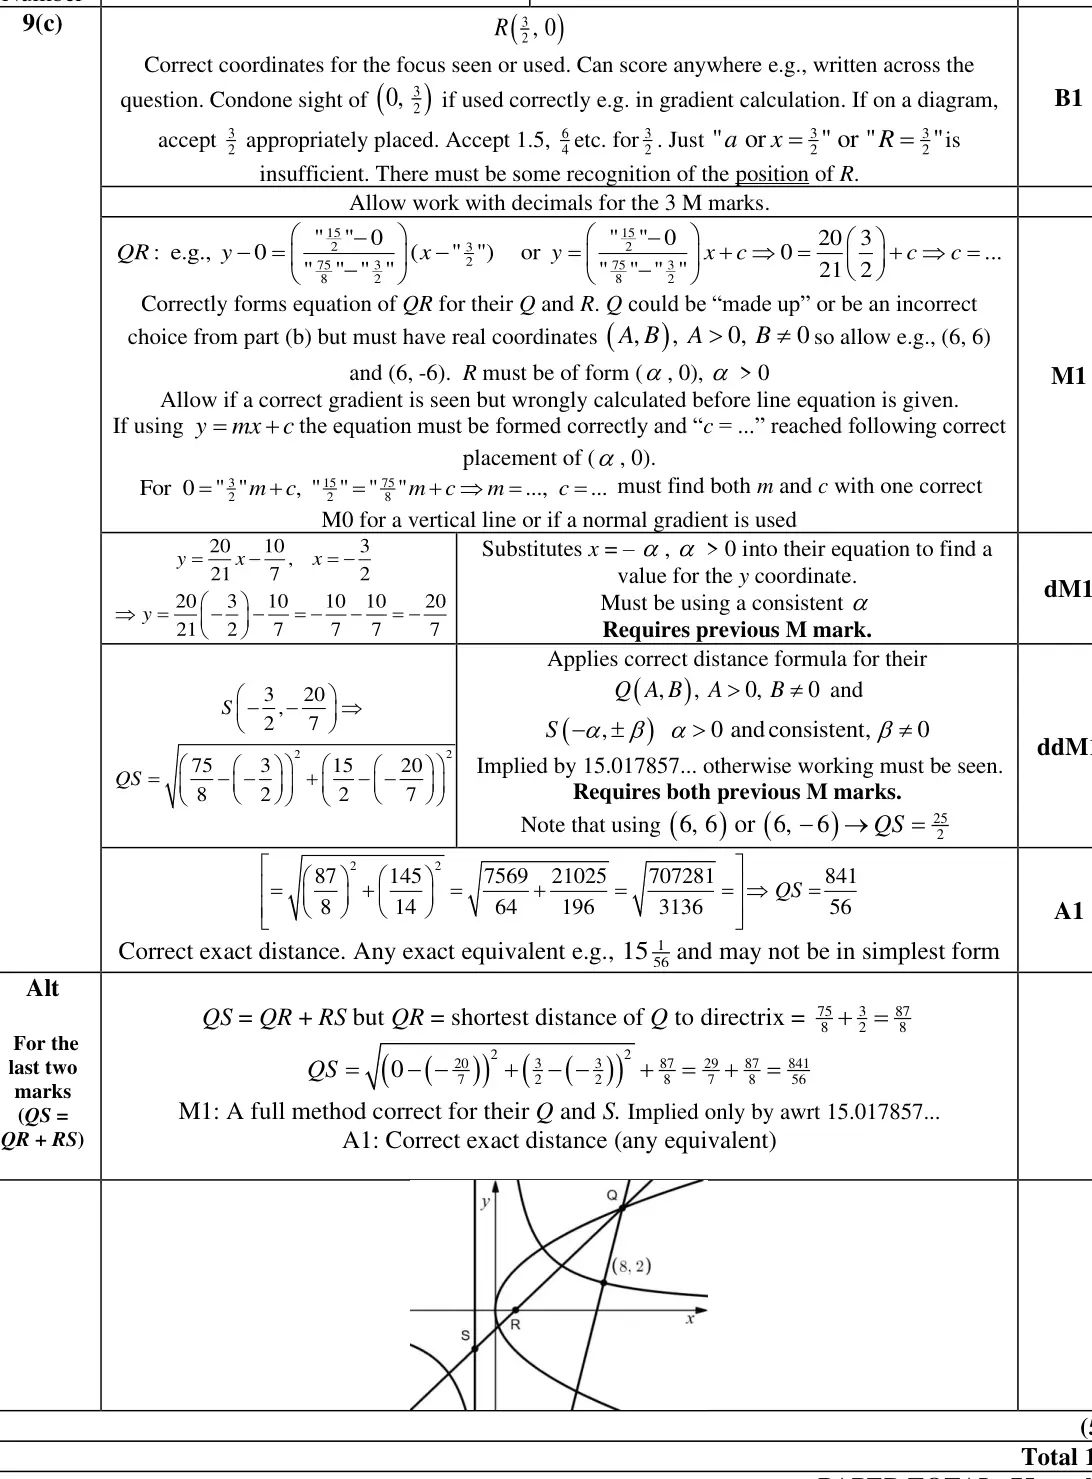 Number
9(c)
R(3/2, 0)
Correct coordinates for the focus seen or used. Can score anywhere e.g., written across the
question. Condone sight of (0, 3/2) if used correctly e.g. in gradient calculation. If on a diagram,
accept 3/2 appropriately placed. Accept 1.5, 6/4 etc. for 3/2. Just "a or x = 3/2" or "R = 3/2" is
insufficient. There must be some recognition of the position of R.
B1
Allow work with decimals for the 3 M marks.
QR: e.g., y − 0 = (("15/2" − 0)/("75/8" − "3/2"))(x − "3/2") or y = (("15/2" − 0)/("75/8" − "3/2"))x + c ⇒ 0 = 20/21(3/2) + c ⇒ c = ...
Correctly forms equation of QR for their Q and R. Q could be “made up” or be an incorrect
choice from part (b) but must have real coordinates (A, B), A > 0, B ≠ 0 so allow e.g., (6, 6)
and (6, -6). R must be of form (α, 0), α > 0
Allow if a correct gradient is seen but wrongly calculated before line equation is given.
If using y = mx + c the equation must be formed correctly and “c = ...” reached following correct
placement of (α, 0).
For 0 = "3/2"m + c, "15/2" = "75/8"m + c ⇒ m = ..., c = ... must find both m and c with one correct
M0 for a vertical line or if a normal gradient is used
M1
y = 20/21 x − 10/7, x = −3/2
⇒ y = 20/21(−3/2) − 10/7 = −10/7 − 10/7 = −20/7
Substitutes x = – α, α > 0 into their equation to find a
value for the y coordinate.
Must be using a consistent α
Requires previous M mark.
dM1
S(−3/2, −20/7) ⇒
QS = √((75/8 − (−3/2))² + (15/2 − (−20/7))²)
Applies correct distance formula for their
Q(A, B), A > 0, B ≠ 0 and
S(−α, ±β) α > 0 and consistent, β ≠ 0
Implied by 15.017857... otherwise working must be seen.
Requires both previous M marks.
Note that using (6, 6) or (6, −6) → QS = 25/2
ddM1
[= √((87/8)² + (145/14)²) = √(7569/64 + 21025/196) = √(707281/3136) =] ⇒ QS = 841/56
Correct exact distance. Any exact equivalent e.g., 15 1/56 and may not be in simplest form
A1
Alt
For the
last two
marks
(QS =
QR + RS)
QS = QR + RS but QR = shortest distance of Q to directrix = 75/8 + 3/2 = 87/8
QS = √((0 − (−20/7))² + (3/2 − (−3/2))²) + 87/8 = 29/7 + 87/8 = 841/56
M1: A full method correct for their Q and S. Implied only by awrt 15.017857...
A1: Correct exact distance (any equivalent)
y
Q
(8, 2)
x
R
S
(5
Total 1